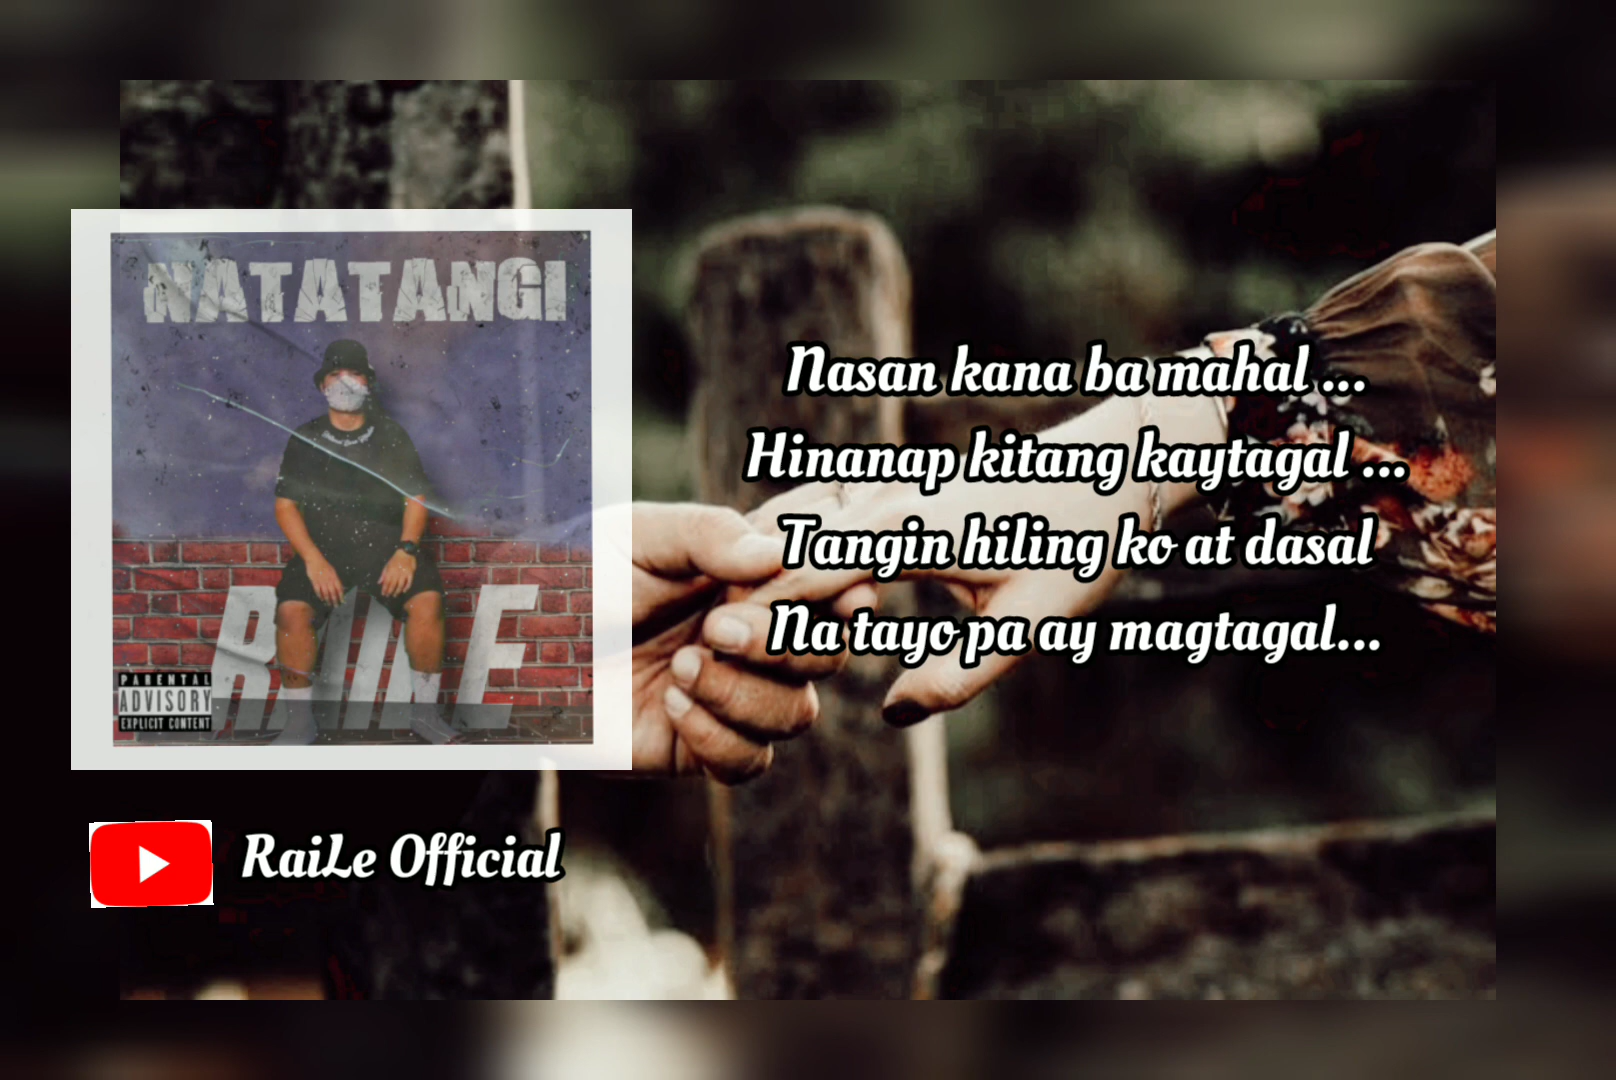 NATATANGI
RAILE
PARENTAL
ADVISORY
EXPLICIT CONTENT
Nasan kana ba mahal ...
Hinanap kitang kaytagal ...
Tangin hiling ko at dasal
Na tayo pa ay magtagal...
RaiLe Official